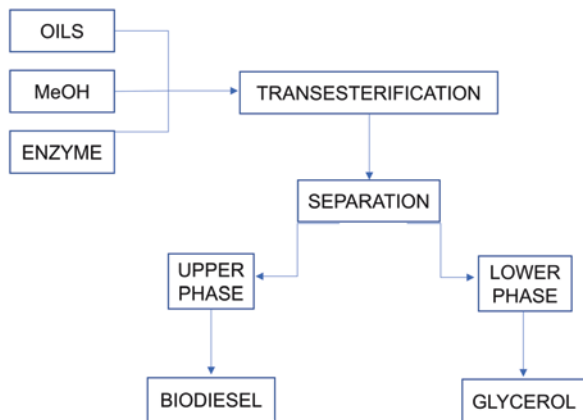 OILS
MeOH
ENZYME
TRANSESTERIFICATION
SEPARATION
UPPER
PHASE
LOWER
PHASE
BIODIESEL
GLYCEROL